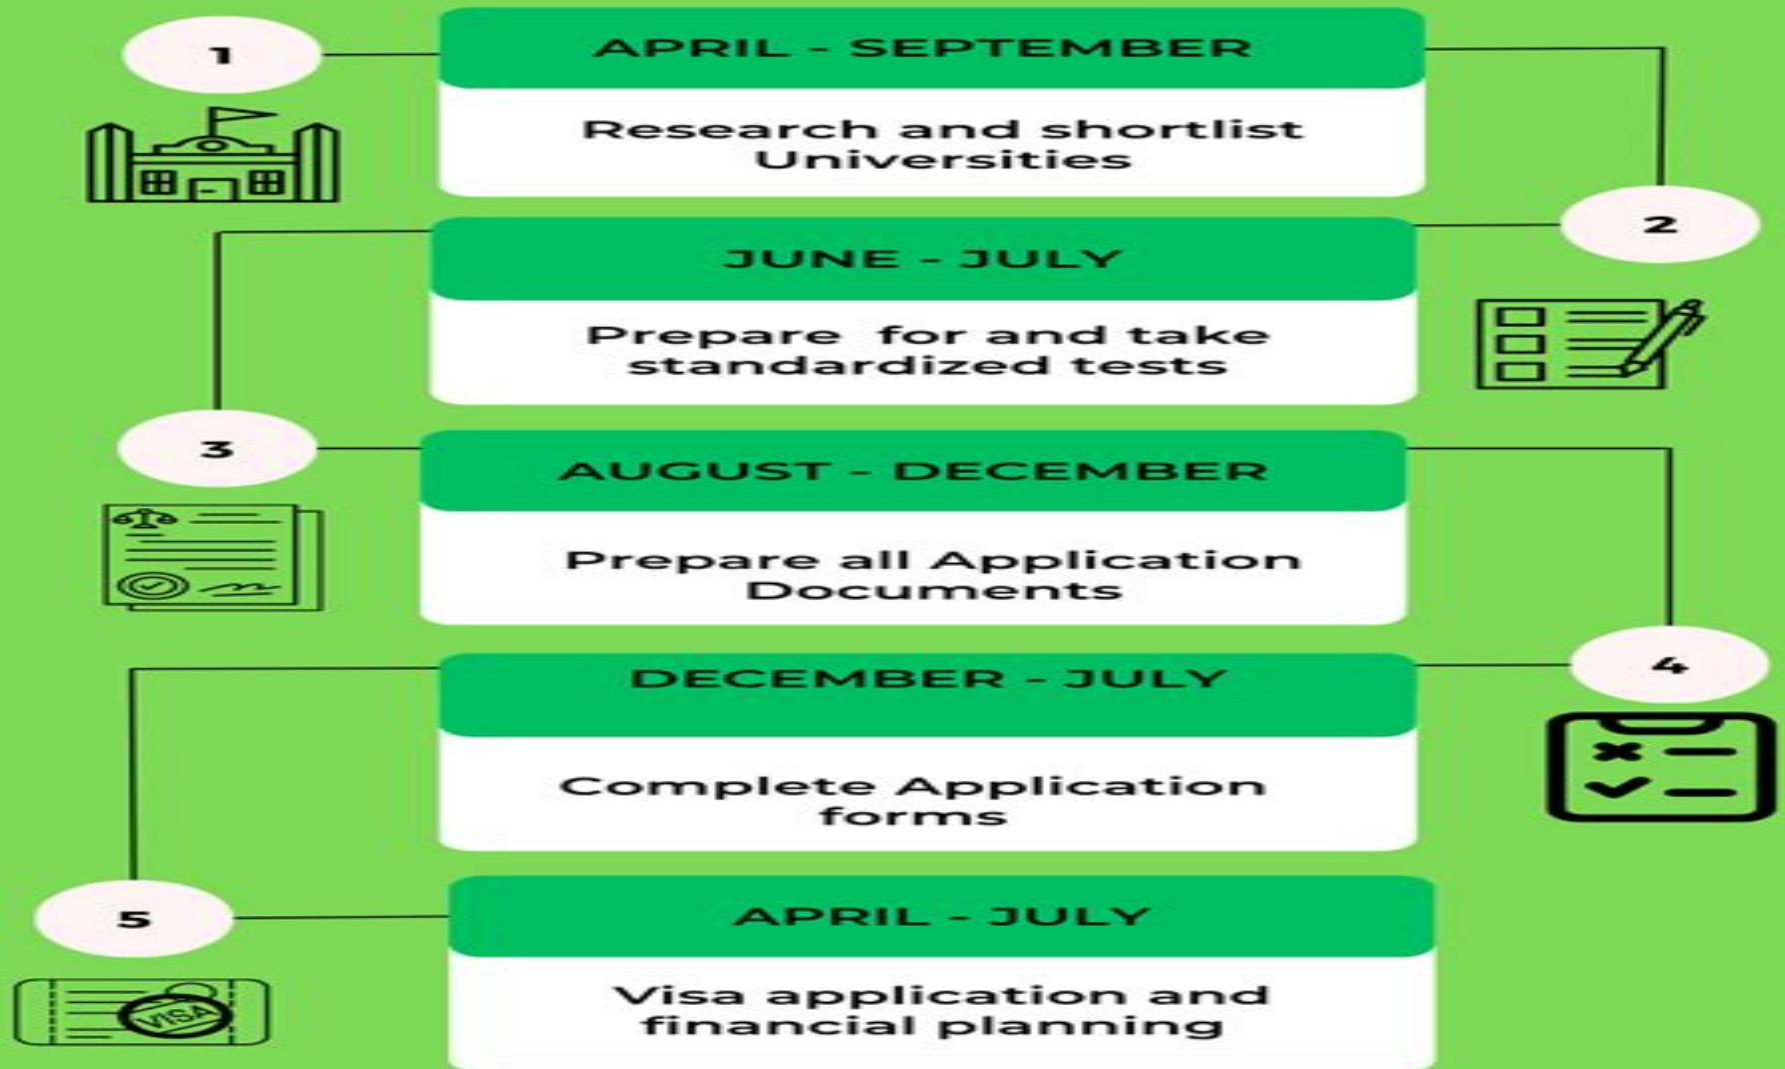 1
APRIL - SEPTEMBER
Research and shortlist
Universities
2
JUNE - JULY
Prepare for and take
standardized tests
3
AUGUST - DECEMBER
Prepare all Application
Documents
4
DECEMBER - JULY
Complete Application
forms
5
APRIL - JULY
Visa application and
financial planning
VISA